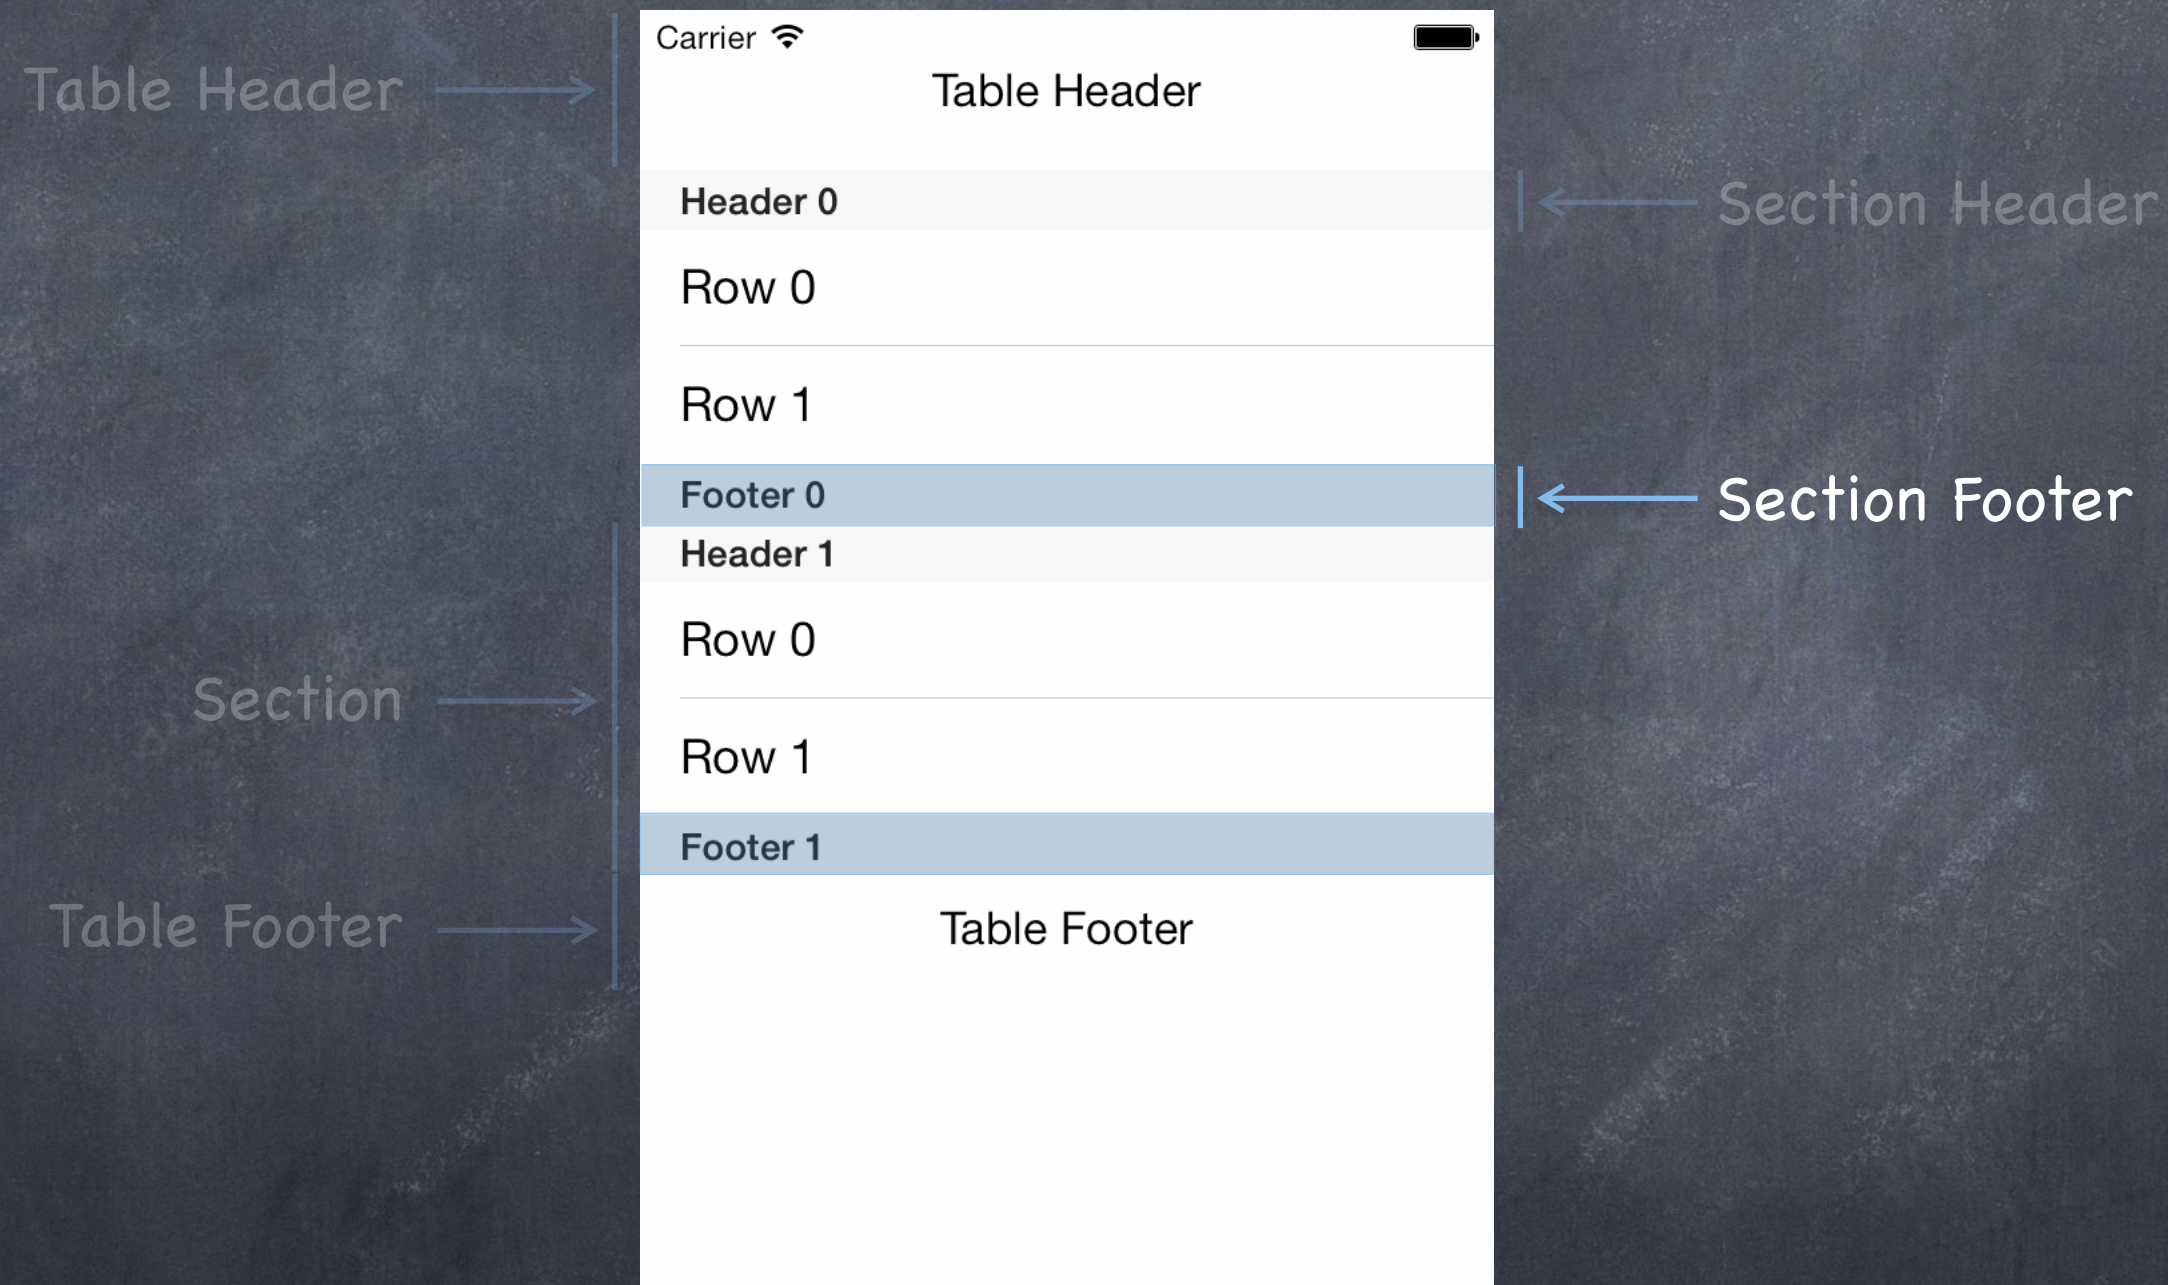 Carrier
Table Header
Table Header
Header 0
Section Header
Row 0
Row 1
Footer 0
Section Footer
Header 1
Row 0
Section
Row 1
Footer 1
Table Footer
Table Footer